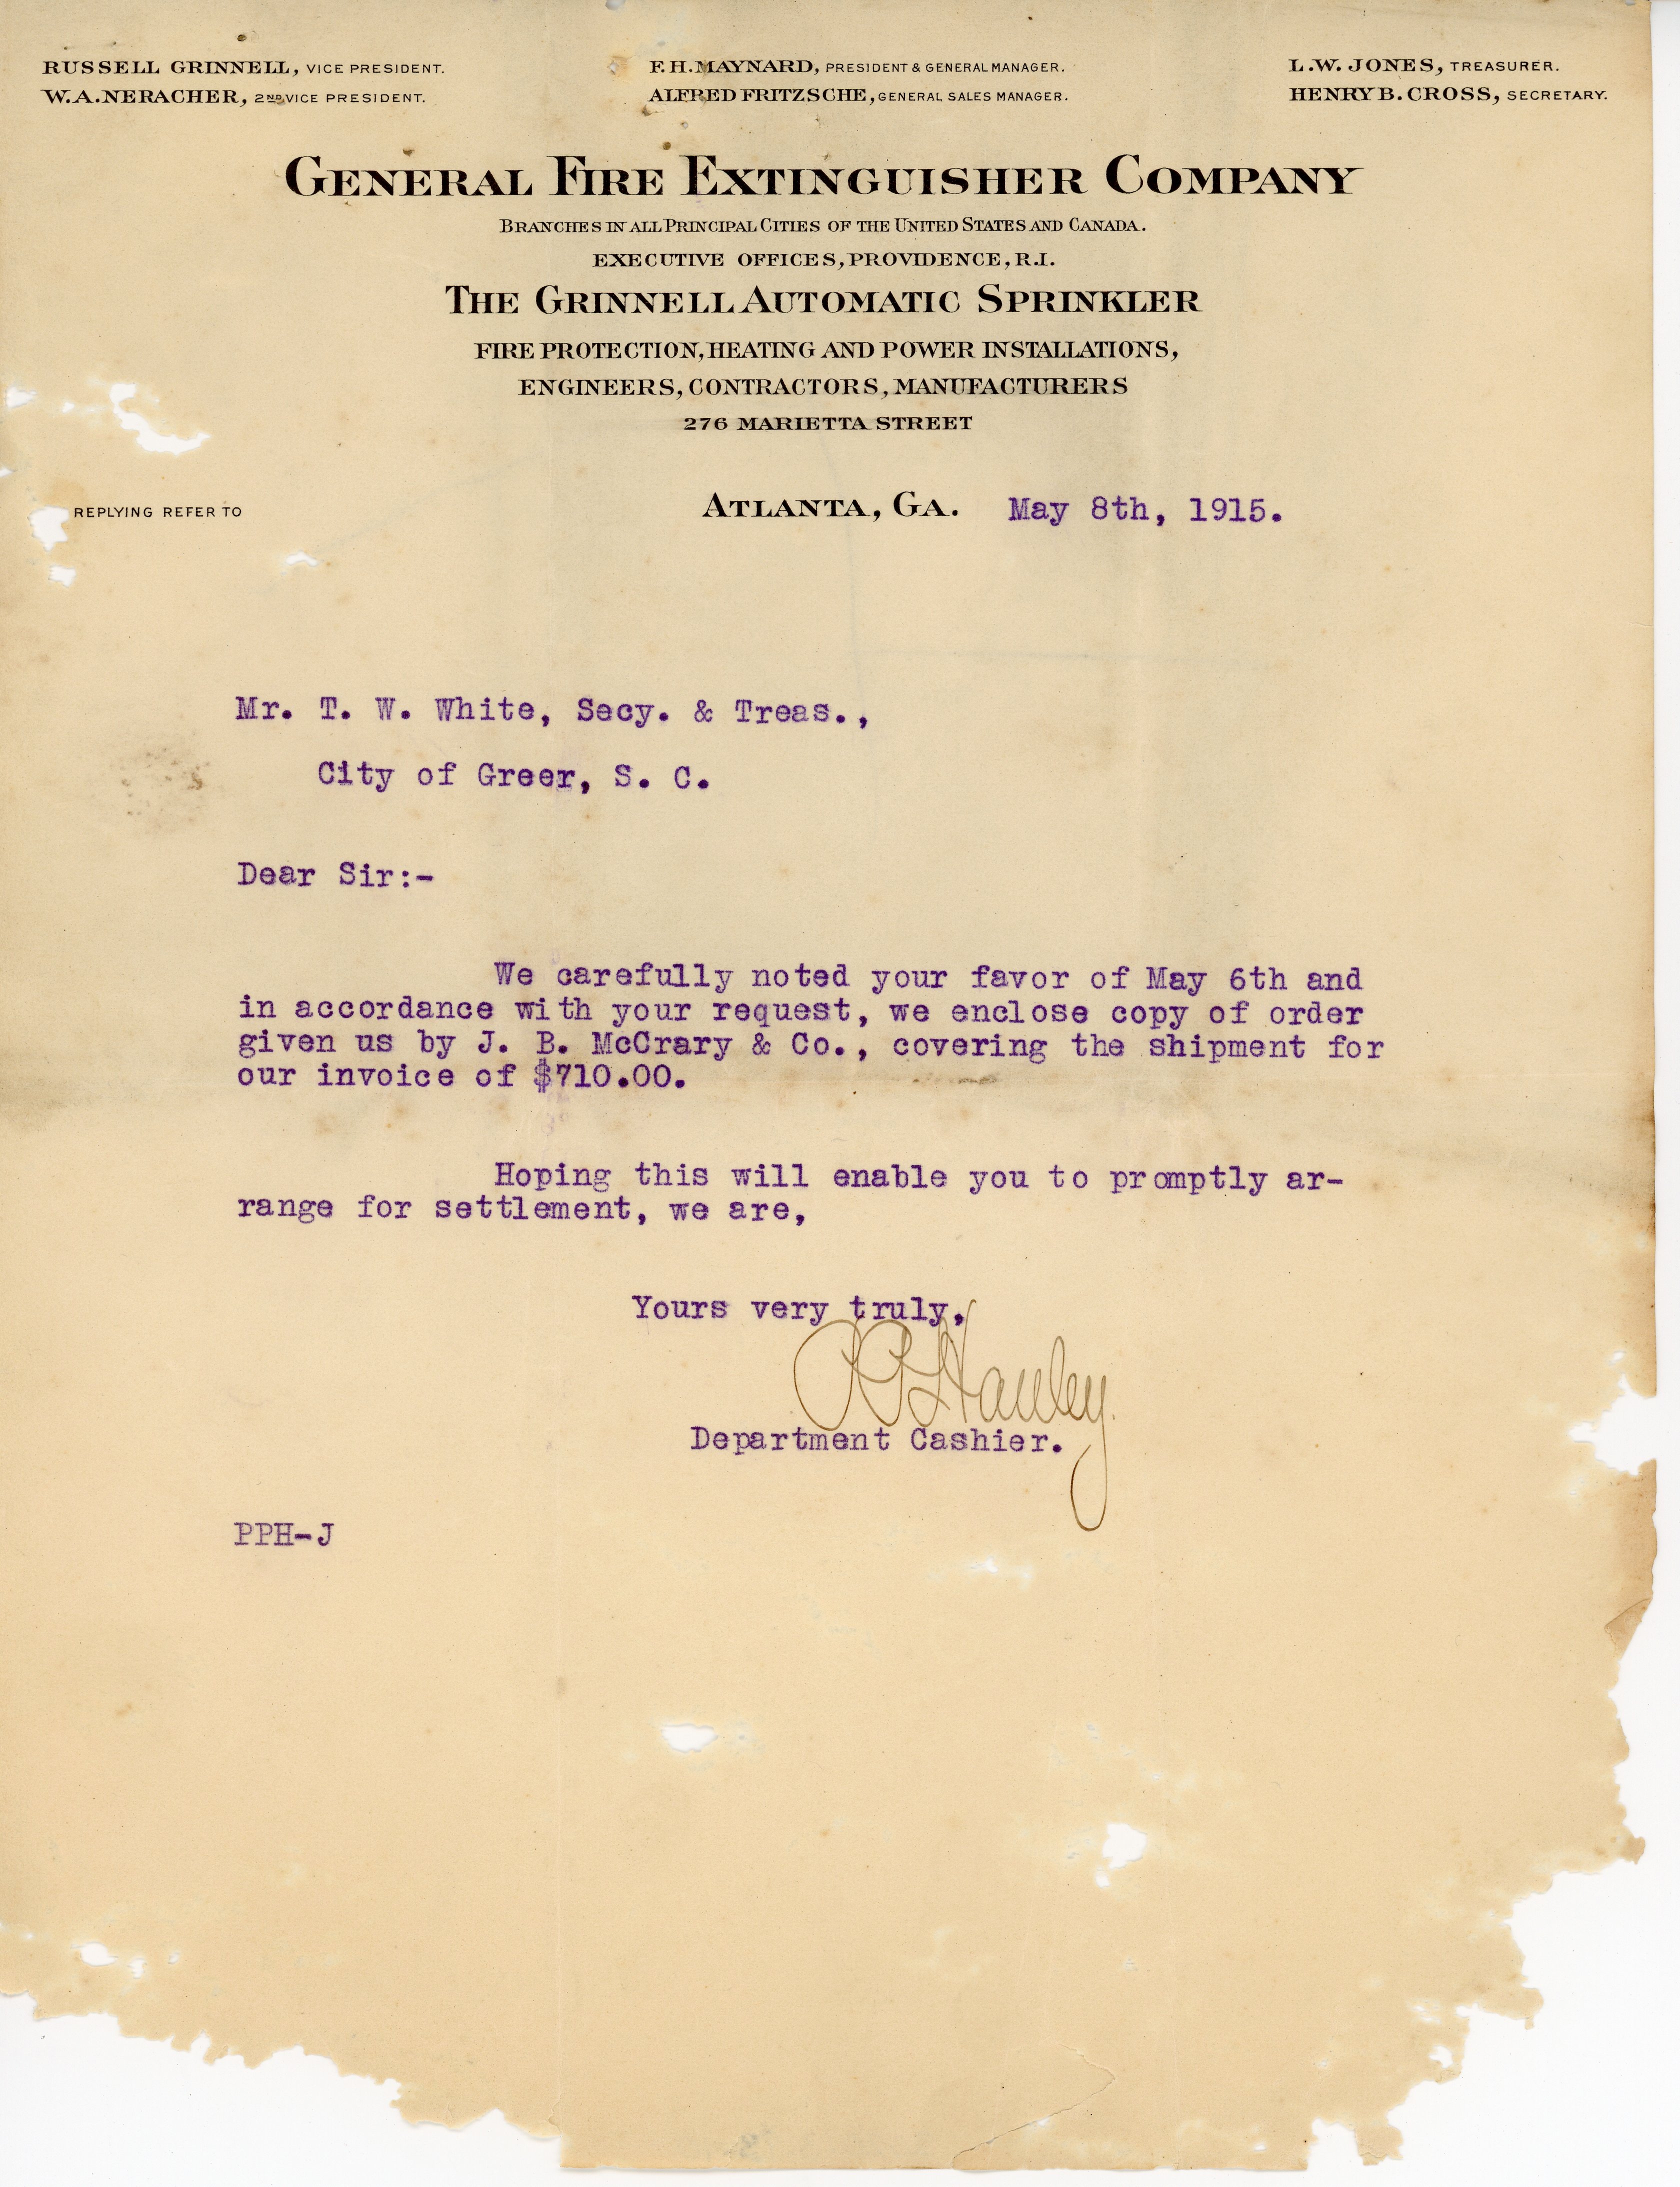 RUSSELL GRINNELL, VICE PRESIDENT.
W.A. NERACHER, 2ND VICE PRESIDENT.
F. H. MAYNARD, PRESIDENT & GENERAL MANAGER.
ALFRED FRITZSCHE, GENERAL SALES MANAGER.
L.W. JONES, TREASURER.
HENRY B. CROSS, SECRETARY.
GENERAL FIRE EXTINGUISHER COMPANY
BRANCHES IN ALL PRINCIPAL CITIES OF THE UNITED STATES AND CANADA.
EXECUTIVE OFFICES, PROVIDENCE, R.I.
THE GRINNELL AUTOMATIC SPRINKLER
FIRE PROTECTION, HEATING AND POWER INSTALLATIONS,
ENGINEERS, CONTRACTORS, MANUFACTURERS
276 MARIETTA STREET
REPLYING REFER TO
ATLANTA, GA. May 8th, 1915.
Mr. T. W. White, Secy. & Treas.,
City of Greer, S. C.
Dear Sir:-
We carefully noted your favor of May 6th and
in accordance with your request, we enclose copy of order
given us by J. B. McCrary & Co., covering the shipment for
our invoice of $710.00.
Hoping this will enable you to promptly ar-
range for settlement, we are,
Yours very truly,
Department Cashier.
PPH-J